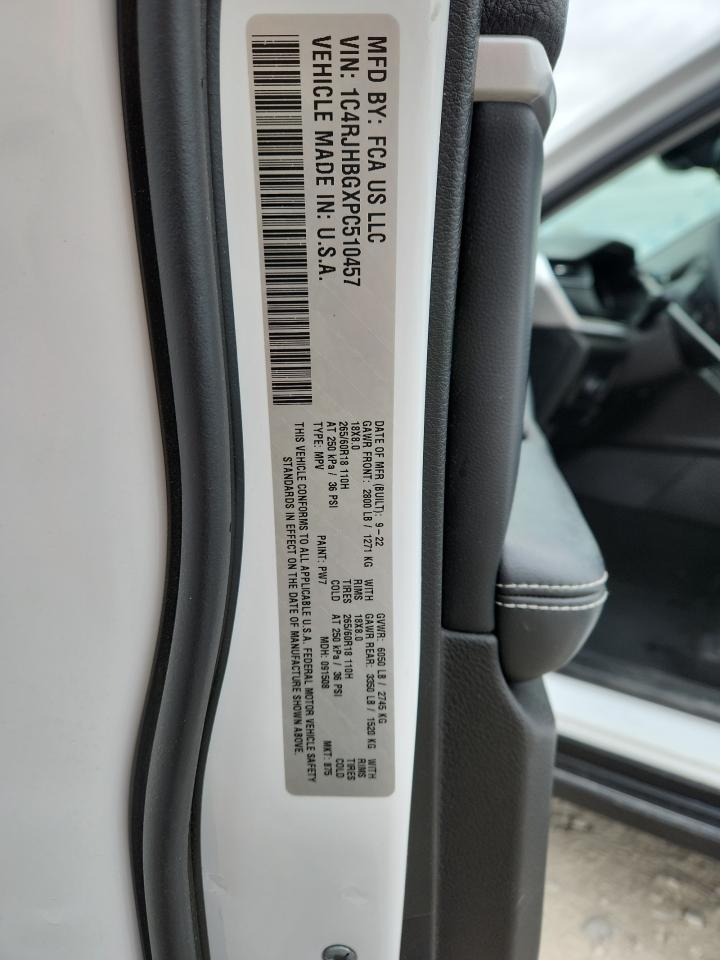 MFD BY: FCA US LLC
VIN: 1C4RJHBGXPC510457
VEHICLE MADE IN: U.S.A.
DATE OF MFR (BUILT): 9-22 GVWR: 6050 LB / 2745 KG
GAWR FRONT: 2800 LB / 1271 KG WITH GAWR REAR: 3350 LB / 1520 KG WITH
18X8.0 RIMS 18X8.0 RIMS
265/60R18 110H TIRES 265/60R18 110H TIRES
AT 250 kPa / 36 PSI COLD AT 250 kPa / 36 PSI COLD
TYPE: MPV PAINT: PW7 MDH: 091508 MKT: B75
THIS VEHICLE CONFORMS TO ALL APPLICABLE U.S.A. FEDERAL MOTOR VEHICLE SAFETY
STANDARDS IN EFFECT ON THE DATE OF MANUFACTURE SHOWN ABOVE.